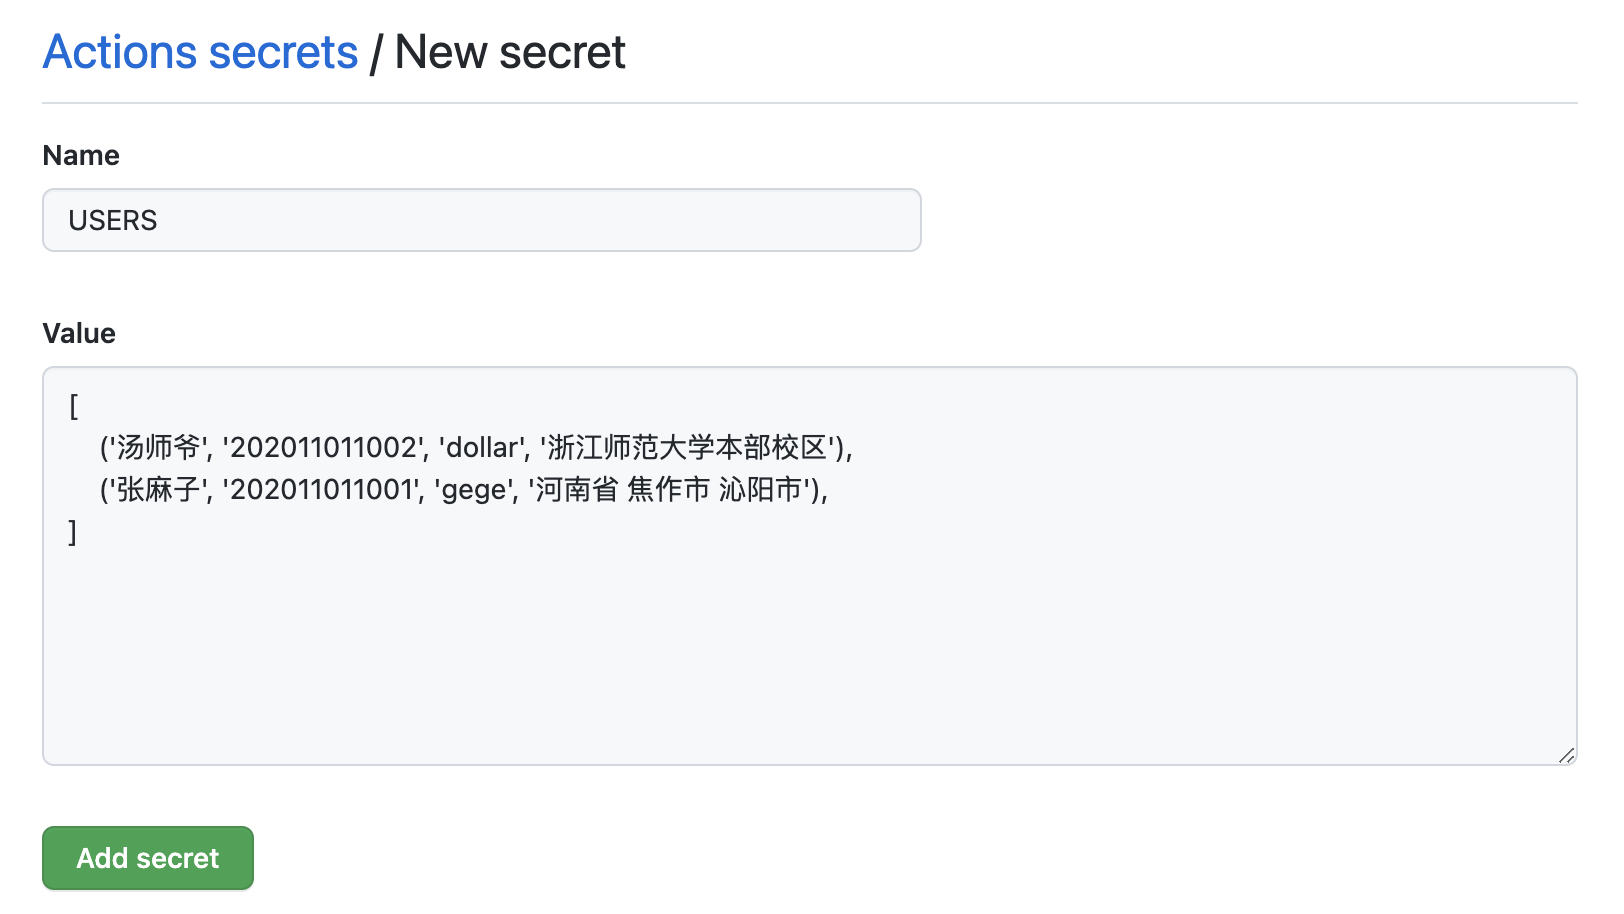 Actions secrets / New secret
Name
USERS
Value
[
('汤师爷', '202011011002', 'dollar', '浙江师范大学本部校区'),
('张麻子', '202011011001', 'gege', '河南省 焦作市 沁阳市'),
]
Add secret